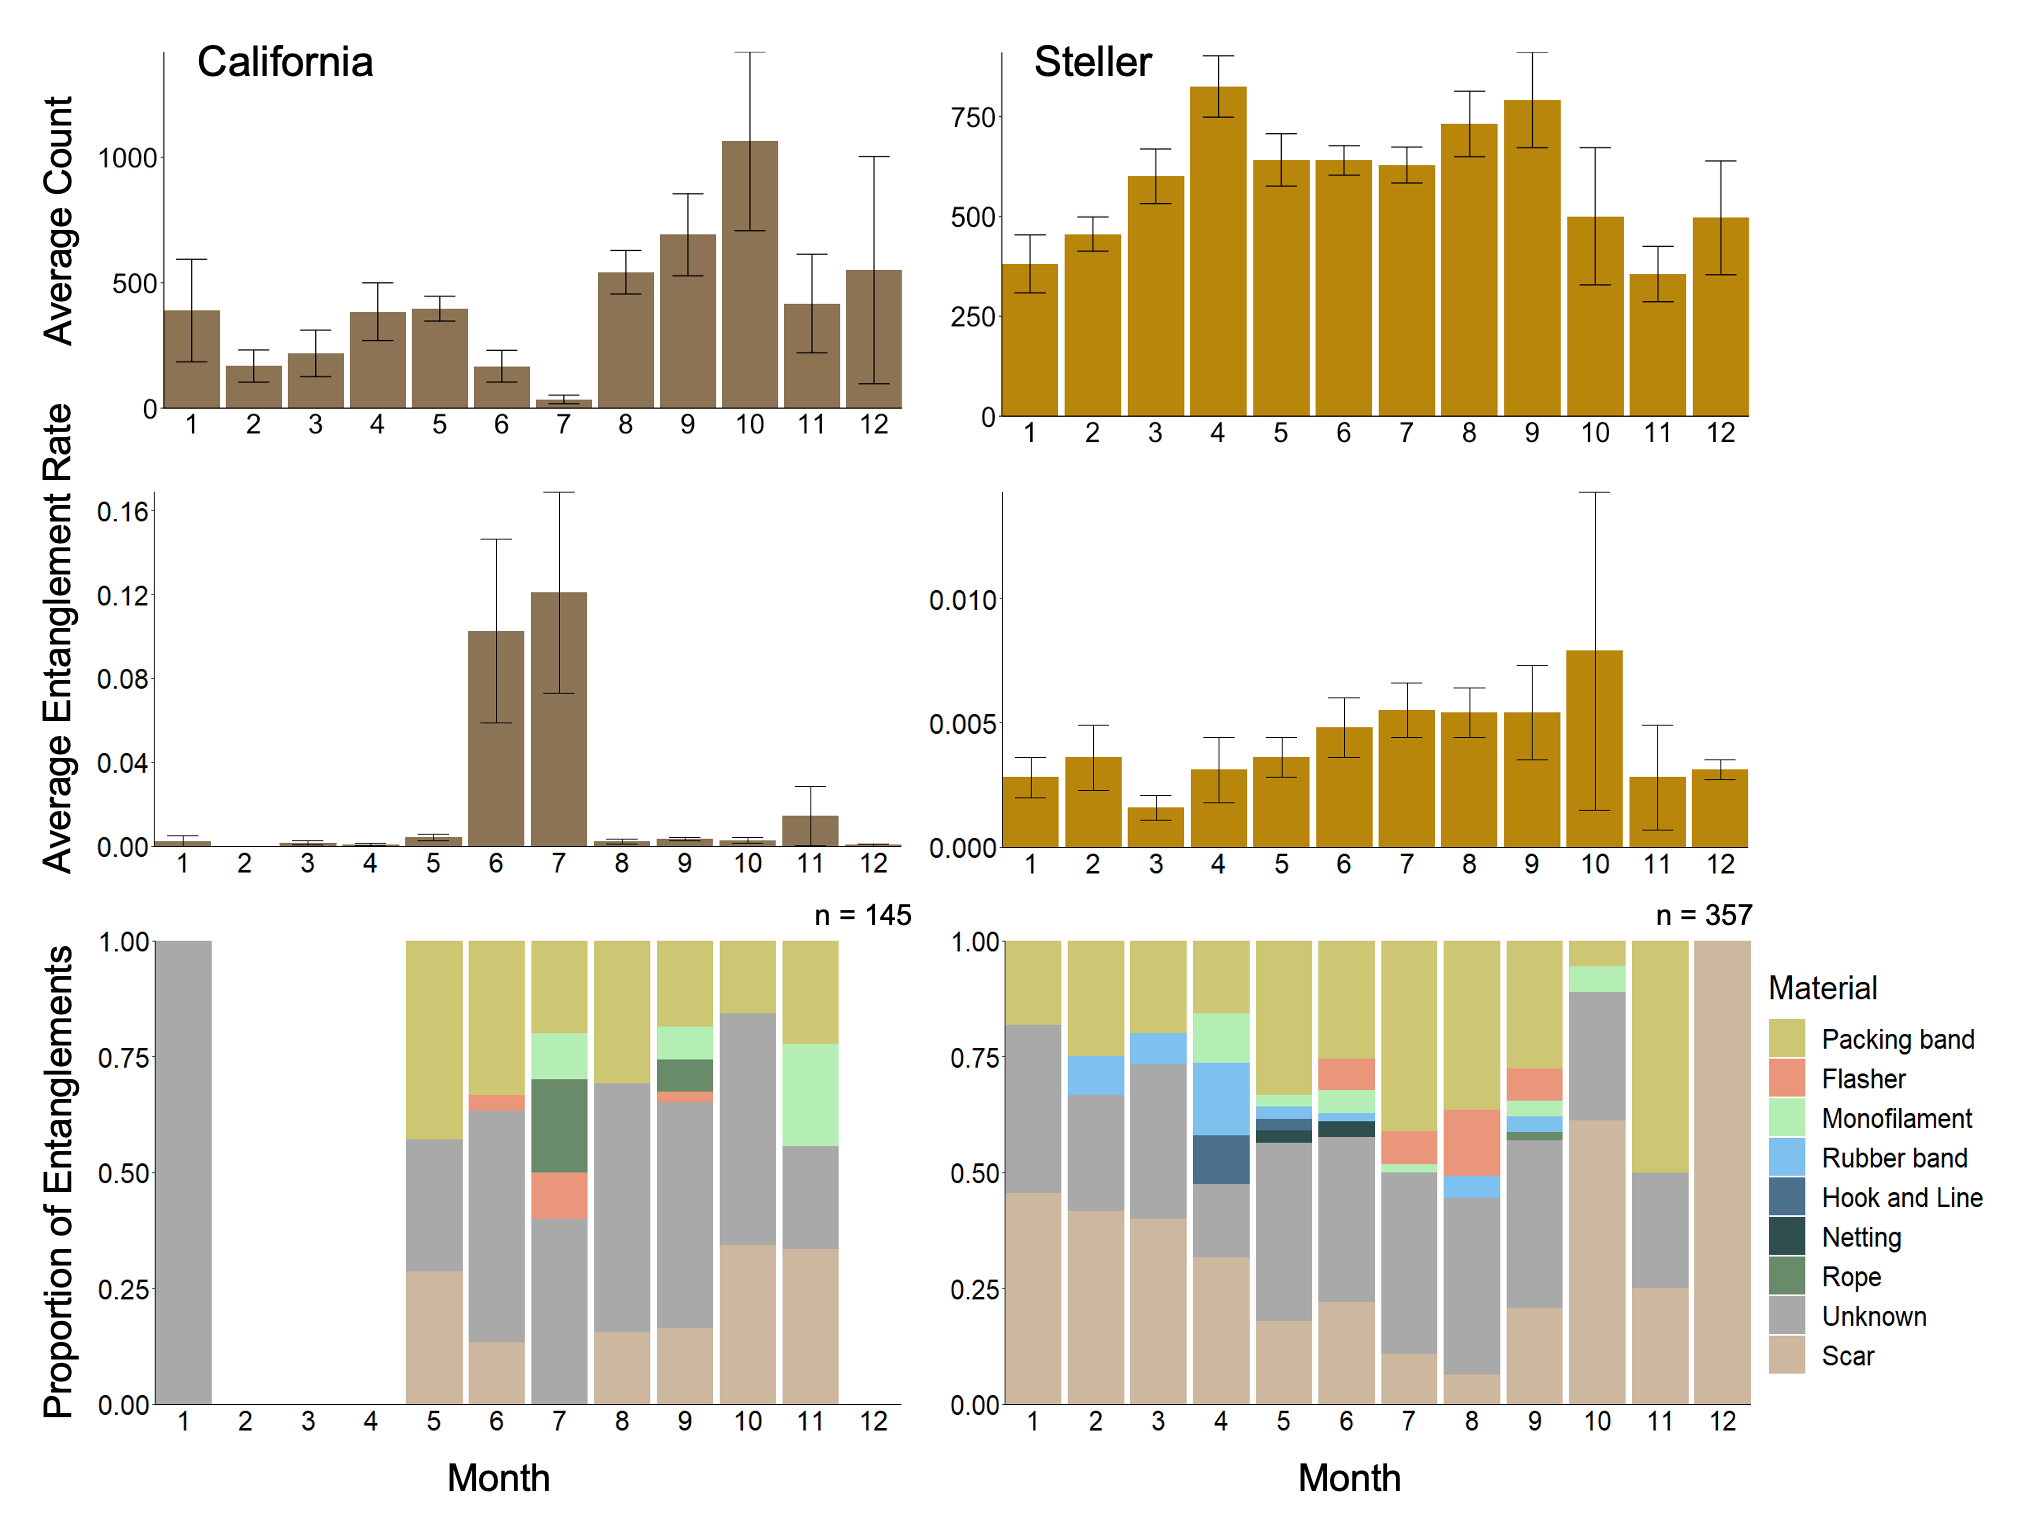 California
Average Count
1000
500
0
1 2 3 4 5 6 7 8 9 10 11 12
Steller
750
500
250
0
1 2 3 4 5 6 7 8 9 10 11 12
Average Entanglement Rate
0.16
0.12
0.08
0.04
0.00
1 2 3 4 5 6 7 8 9 10 11 12
0.010
0.005
0.000
1 2 3 4 5 6 7 8 9 10 11 12
n = 145
Proportion of Entanglements
1.00
0.75
0.50
0.25
0.00
1 2 3 4 5 6 7 8 9 10 11 12
Month
n = 357
1.00
0.75
0.50
0.25
0.00
1 2 3 4 5 6 7 8 9 10 11 12
Month
Material
Packing band
Flasher
Monofilament
Rubber band
Hook and Line
Netting
Rope
Unknown
Scar